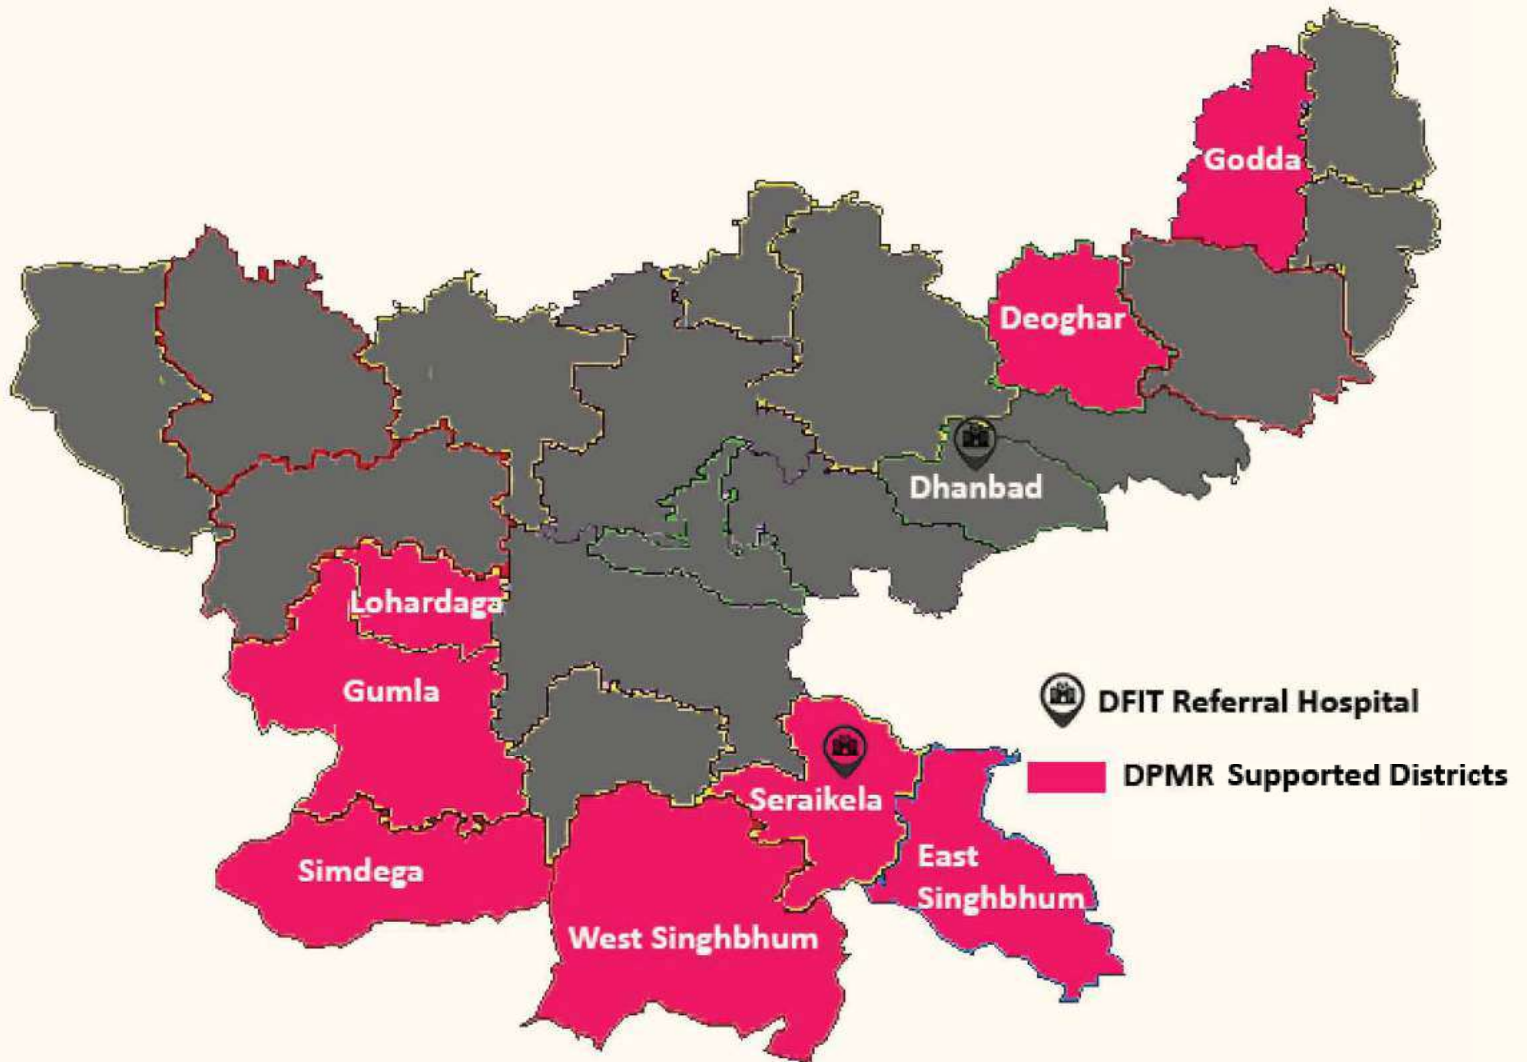 Godda
Deoghar
Dhanbad
Lohardaga
Gumla
DFIT Referral Hospital
DPMR Supported Districts
Seraikela
East
Singhbhum
Simdega
West Singhbhum